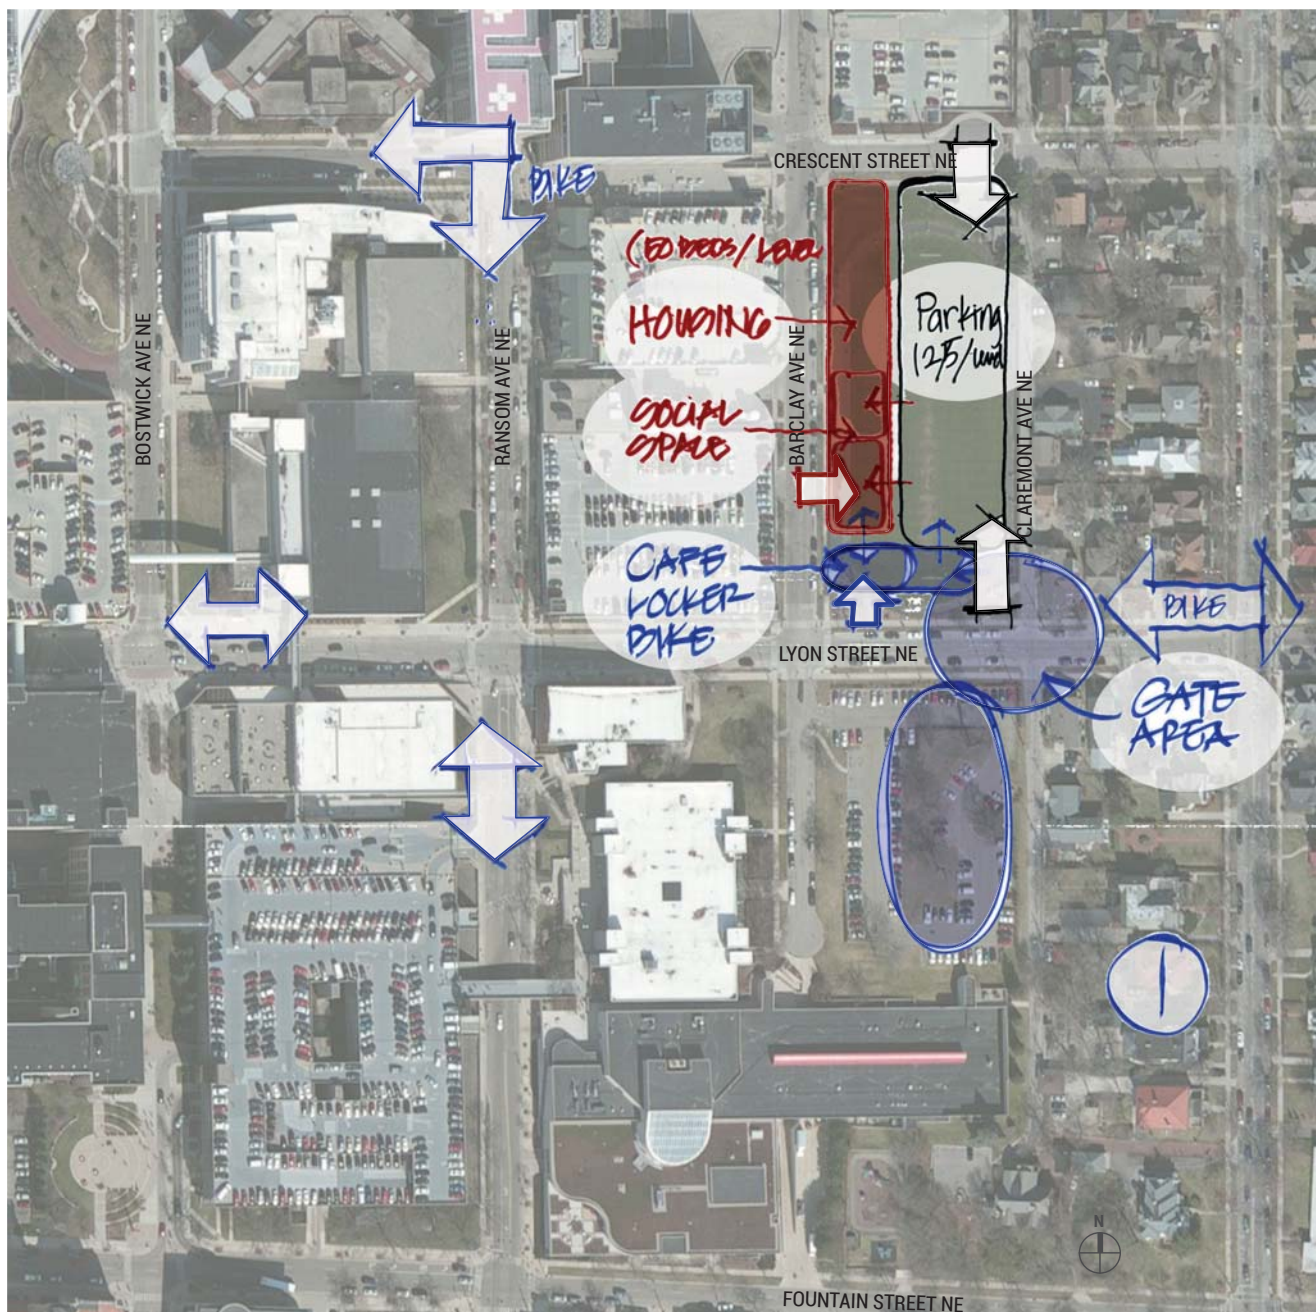 CRESCENT STREET NE
BIKE
(50 BEDS/LEVEL
HOUSING
Parking
125/level
BOSTWICK AVE NE
RANSOM AVE NE
BARCLAY AVE NE
CLAREMONT AVE NE
SOCIAL
SPACE
CAFE
LOCKER
BIKE
BIKE
LYON STREET NE
GATE
AREA
1
N
FOUNTAIN STREET NE